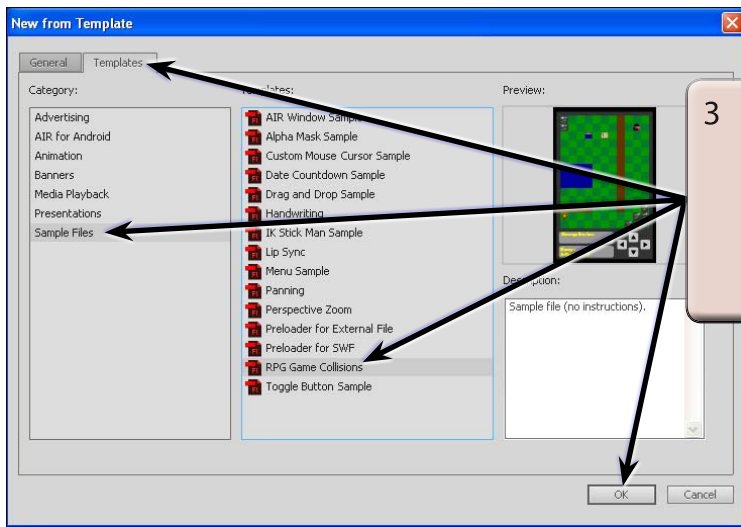 New from Template
General
Templates
Category:
Advertising
AIR for Android
Animation
Banners
Media Playback
Presentations
Sample Files
Templates:
AIR Window Sample
Alpha Mask Sample
Custom Mouse Cursor Sample
Date Countdown Sample
Drag and Drop Sample
Handwriting
IK Stick Man Sample
Lip Sync
Menu Sample
Panning
Perspective Zoom
Preloader for External File
Preloader for SWF
RPG Game Collisions
Toggle Button Sample
Preview:
Description:
Sample file (no instructions).
3
OK
Cancel